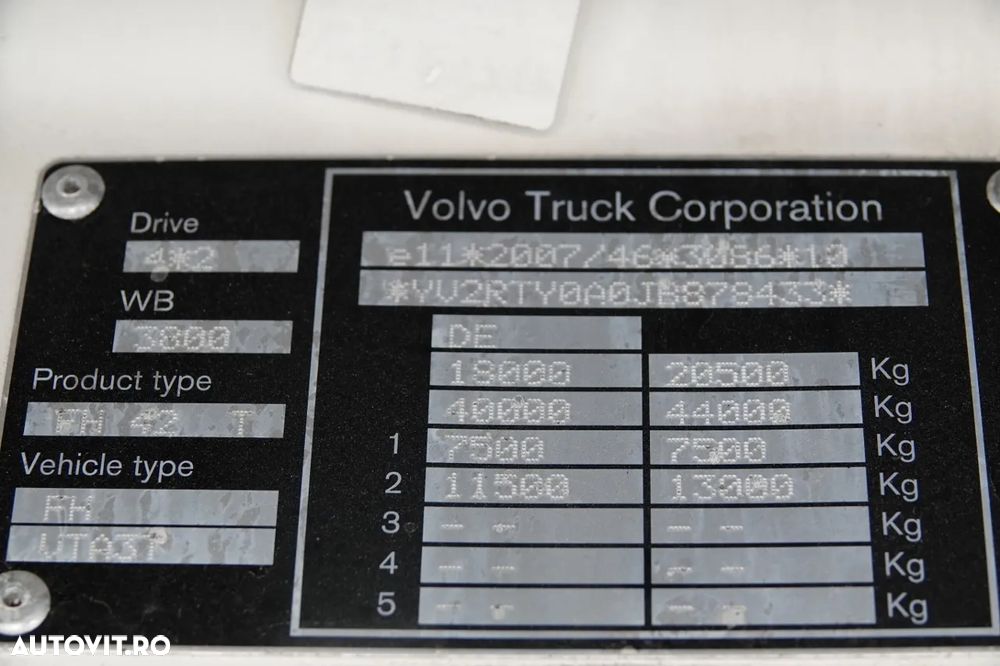 Drive
4*2
WB
3800
Product type
FH 42 T
Vehicle type
RH
VTA3T
Volvo Truck Corporation
e11*2007/46*3086*10
*YV2RTY0A0JB878433*
DE
18000 20500 Kg
40000 44000 Kg
1 7500 7500 Kg
2 11500 13000 Kg
3 -- -- Kg
4 -- -- Kg
5 -- -- Kg
AUTOVIT.RO